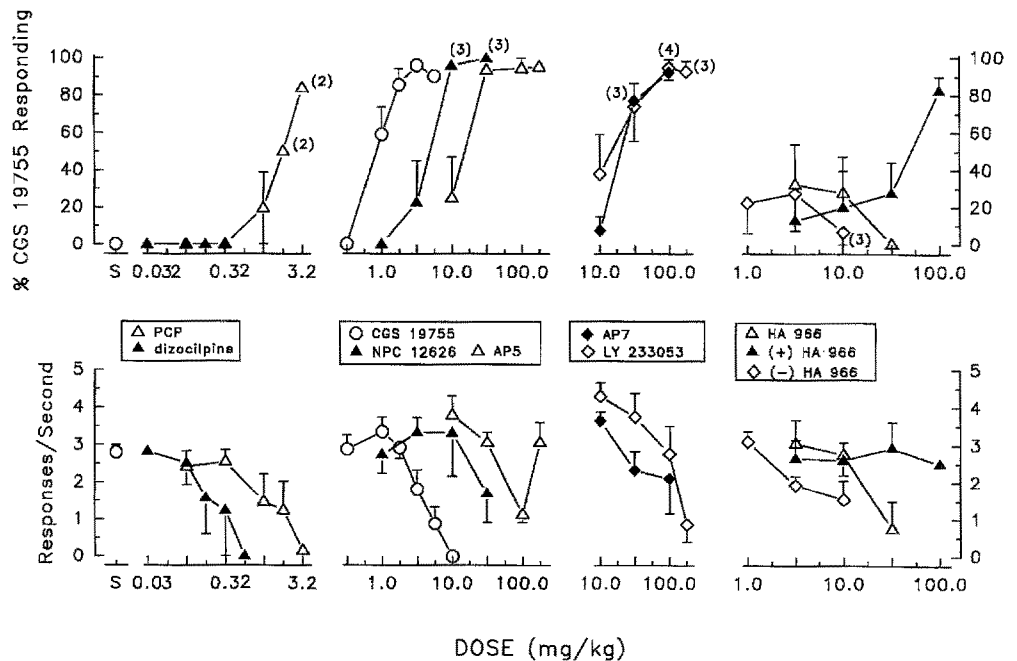 % CGS 19755 Responding
100
80
60
40
20
0
(2)
(2)
(3)
(3)
(3)
(4)
(3)
(3)
100
80
60
40
20
0
S 0.032 0.32 3.2
1.0 10.0 100.0
10.0 100.0
1.0 10.0 100.0
PCP
dizocilpine
CGS 19755
NPC 12626 AP5
AP7
LY 233053
HA 966
(+) HA 966
(−) HA 966
Responses/Second
5
4
3
2
1
0
5
4
3
2
1
0
S 0.03 0.32 3.2
1.0 10.0 100.0
10.0 100.0
1.0 10.0 100.0
DOSE (mg/kg)